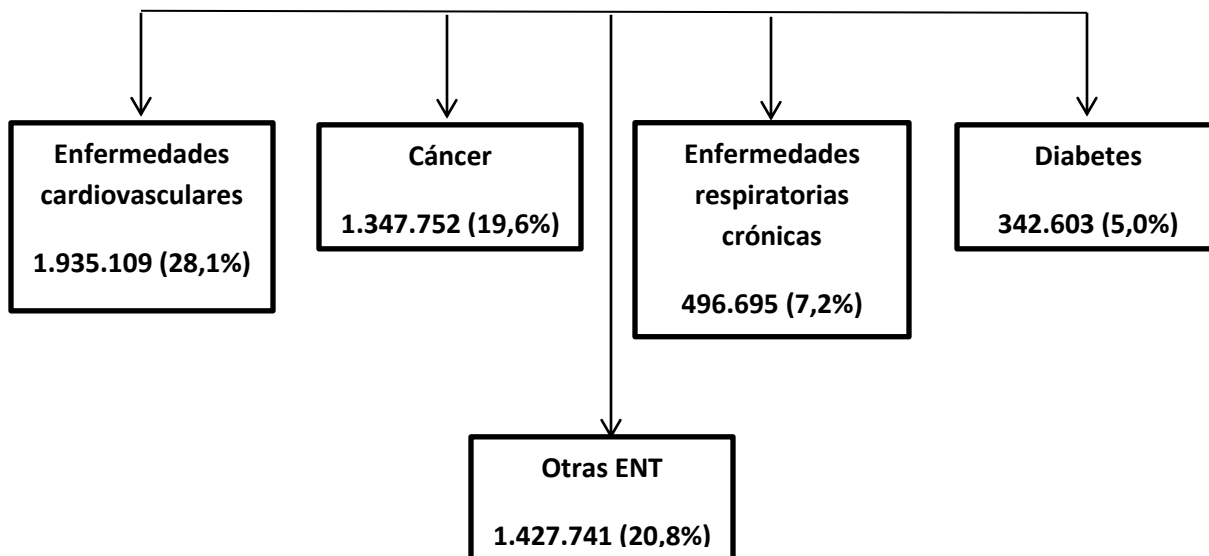 Enfermedades
cardiovasculares
1.935.109 (28,1%)
Cáncer
1.347.752 (19,6%)
Enfermedades
respiratorias
crónicas
496.695 (7,2%)
Diabetes
342.603 (5,0%)
Otras ENT
1.427.741 (20,8%)